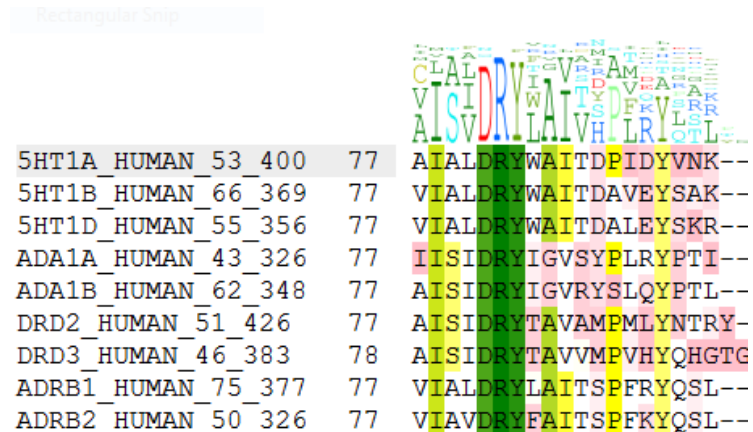 Rectangular Snip
5HT1A_HUMAN_53_400 77 AIALDRYWAITDPIDYVNK--
5HT1B_HUMAN_66_369 77 VIALDRYWAITDAVEYSAK--
5HT1D_HUMAN_55_356 77 VIALDRYWAITDALEYSKR--
ADA1A_HUMAN_43_326 77 IISIDRYIGVSYPLRYPTI--
ADA1B_HUMAN_62_348 77 AISIDRYIGVRYSLQYPTL--
DRD2_HUMAN_51_426 77 AISIDRYTAVAMPMLYNTRY-
DRD3_HUMAN_46_383 78 AISIDRYTAVVMPVHYQHGTG
ADRB1_HUMAN_75_377 77 VIALDRYLAITSPFRYQSL--
ADRB2_HUMAN_50_326 77 VIAVDRYFAITSPFKYQSL--